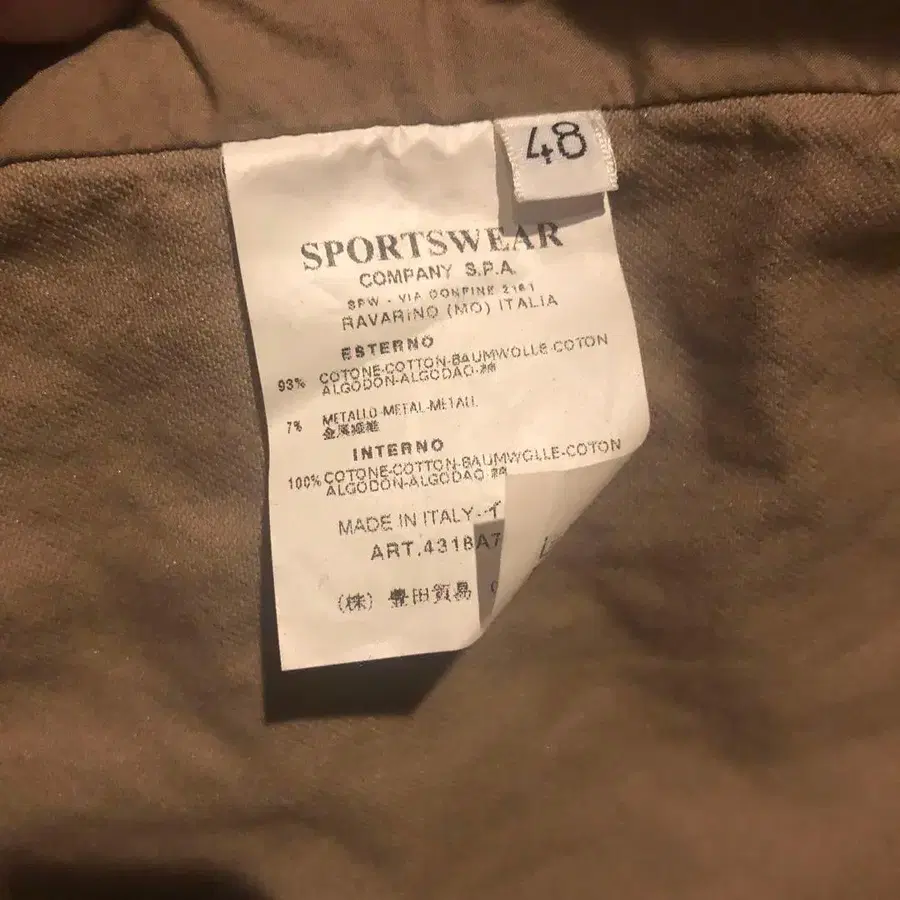 48
SPORTSWEAR
COMPANY S.P.A.
SPW - VIA CONFINE 2161
RAVARINO (MO) ITALIA
ESTERNO
93% COTONE-COTTON-BAUMWOLLE-COTON
ALGODON-ALGODAO-綿
7% METALLO-METAL-METALL
金属繊維
INTERNO
100% COTONE-COTTON-BAUMWOLLE-COTON
ALGODON-ALGODAO-綿
MADE IN ITALY-イ
ART.431BA7
(株) 豊田貿易